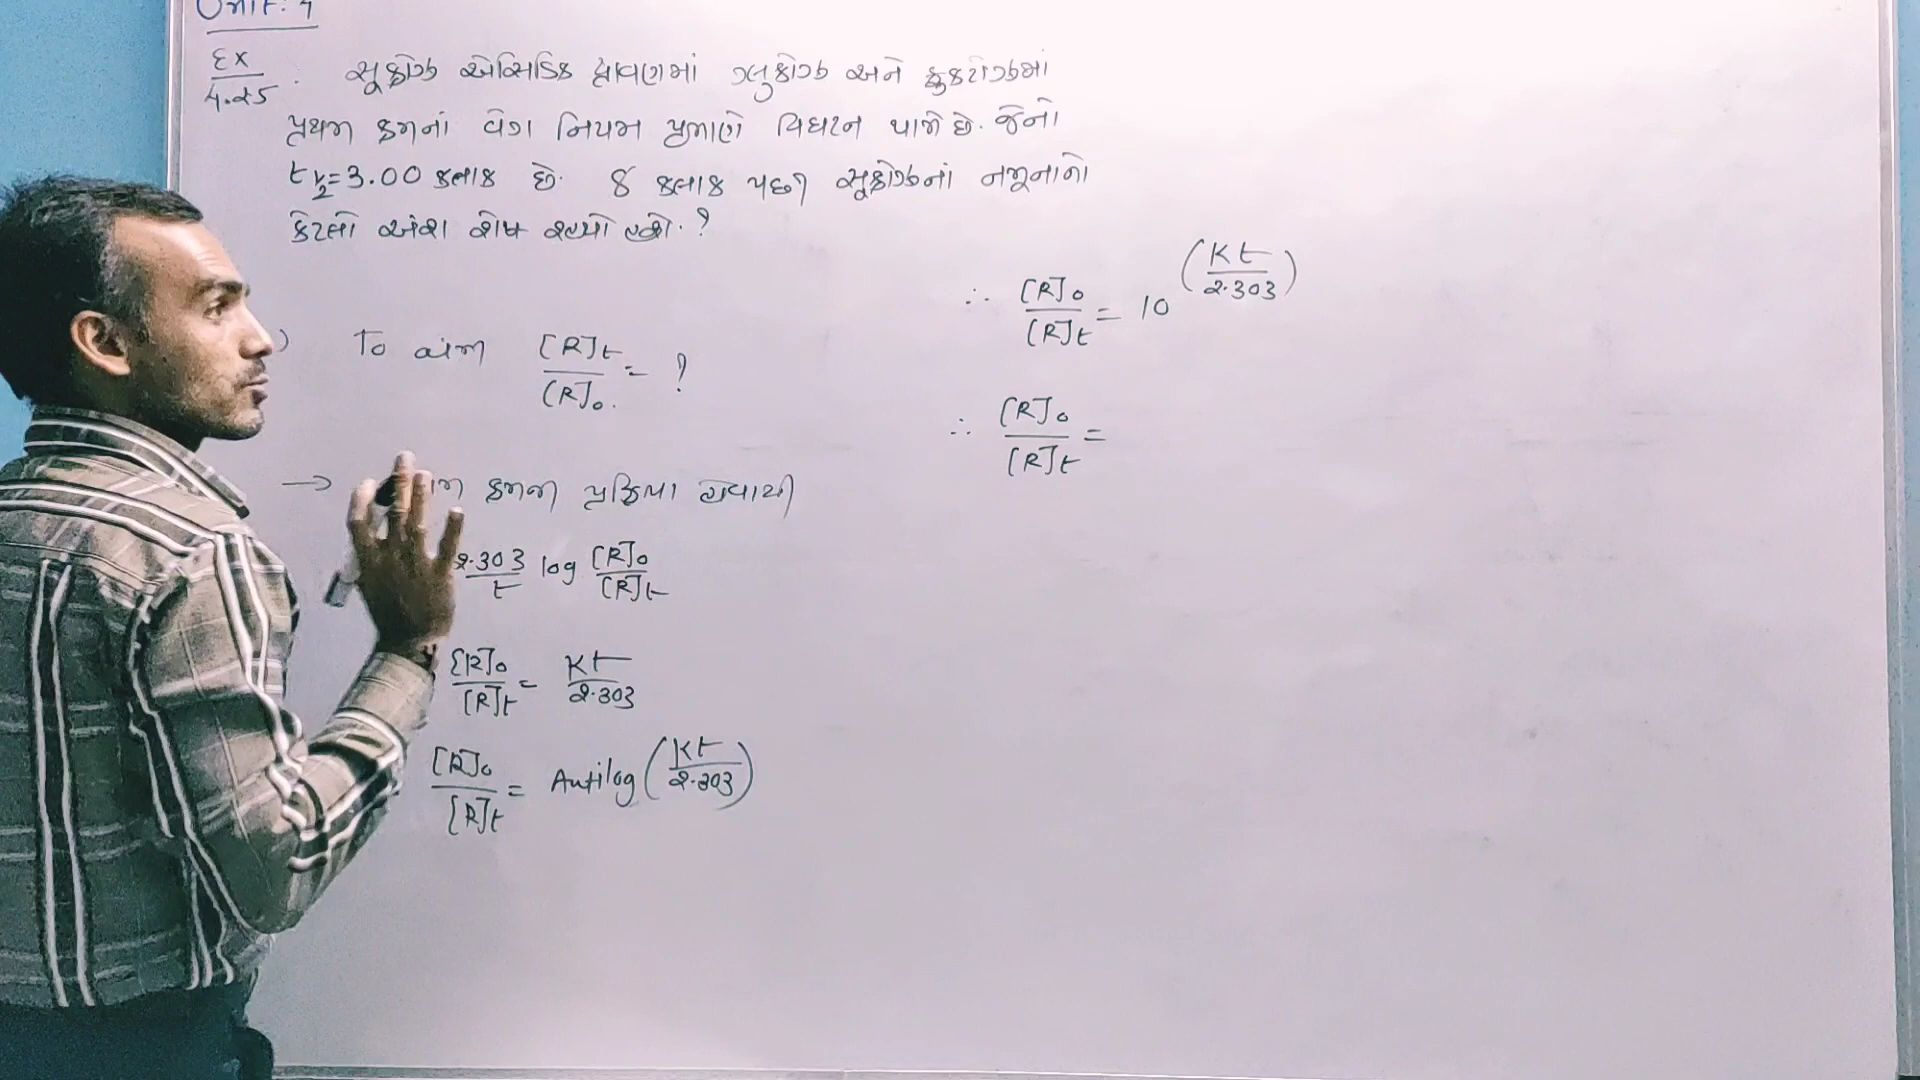 Unit: 4
Ex 4.25. સૂક્રોઝ એસિડિક દ્રાવણમાં ગ્લુકોઝ અને ફ્રુક્ટોઝમાં
પ્રથમ ક્રમનાં વેગ નિયમ પ્રમાણે વિઘટન પામે છે. જેનો
t½=3.00 કલાક છે. 8 કલાક પછી સૂક્રોઝનાં નમૂનાનો
કેટલો અંશ શેષ રહ્યો હશે.?
To [R]t/[R]0. = ?
→ ક્રમની પ્રક્રિયા હોવાથી
2.303/t log [R]0/[R]t
[R]0/[R]t = Kt/2.303
[R]0/[R]t = Antilog (Kt/2.303)
∴ [R]0/[R]t = 10^(Kt/2.303)
∴ [R]0/[R]t =